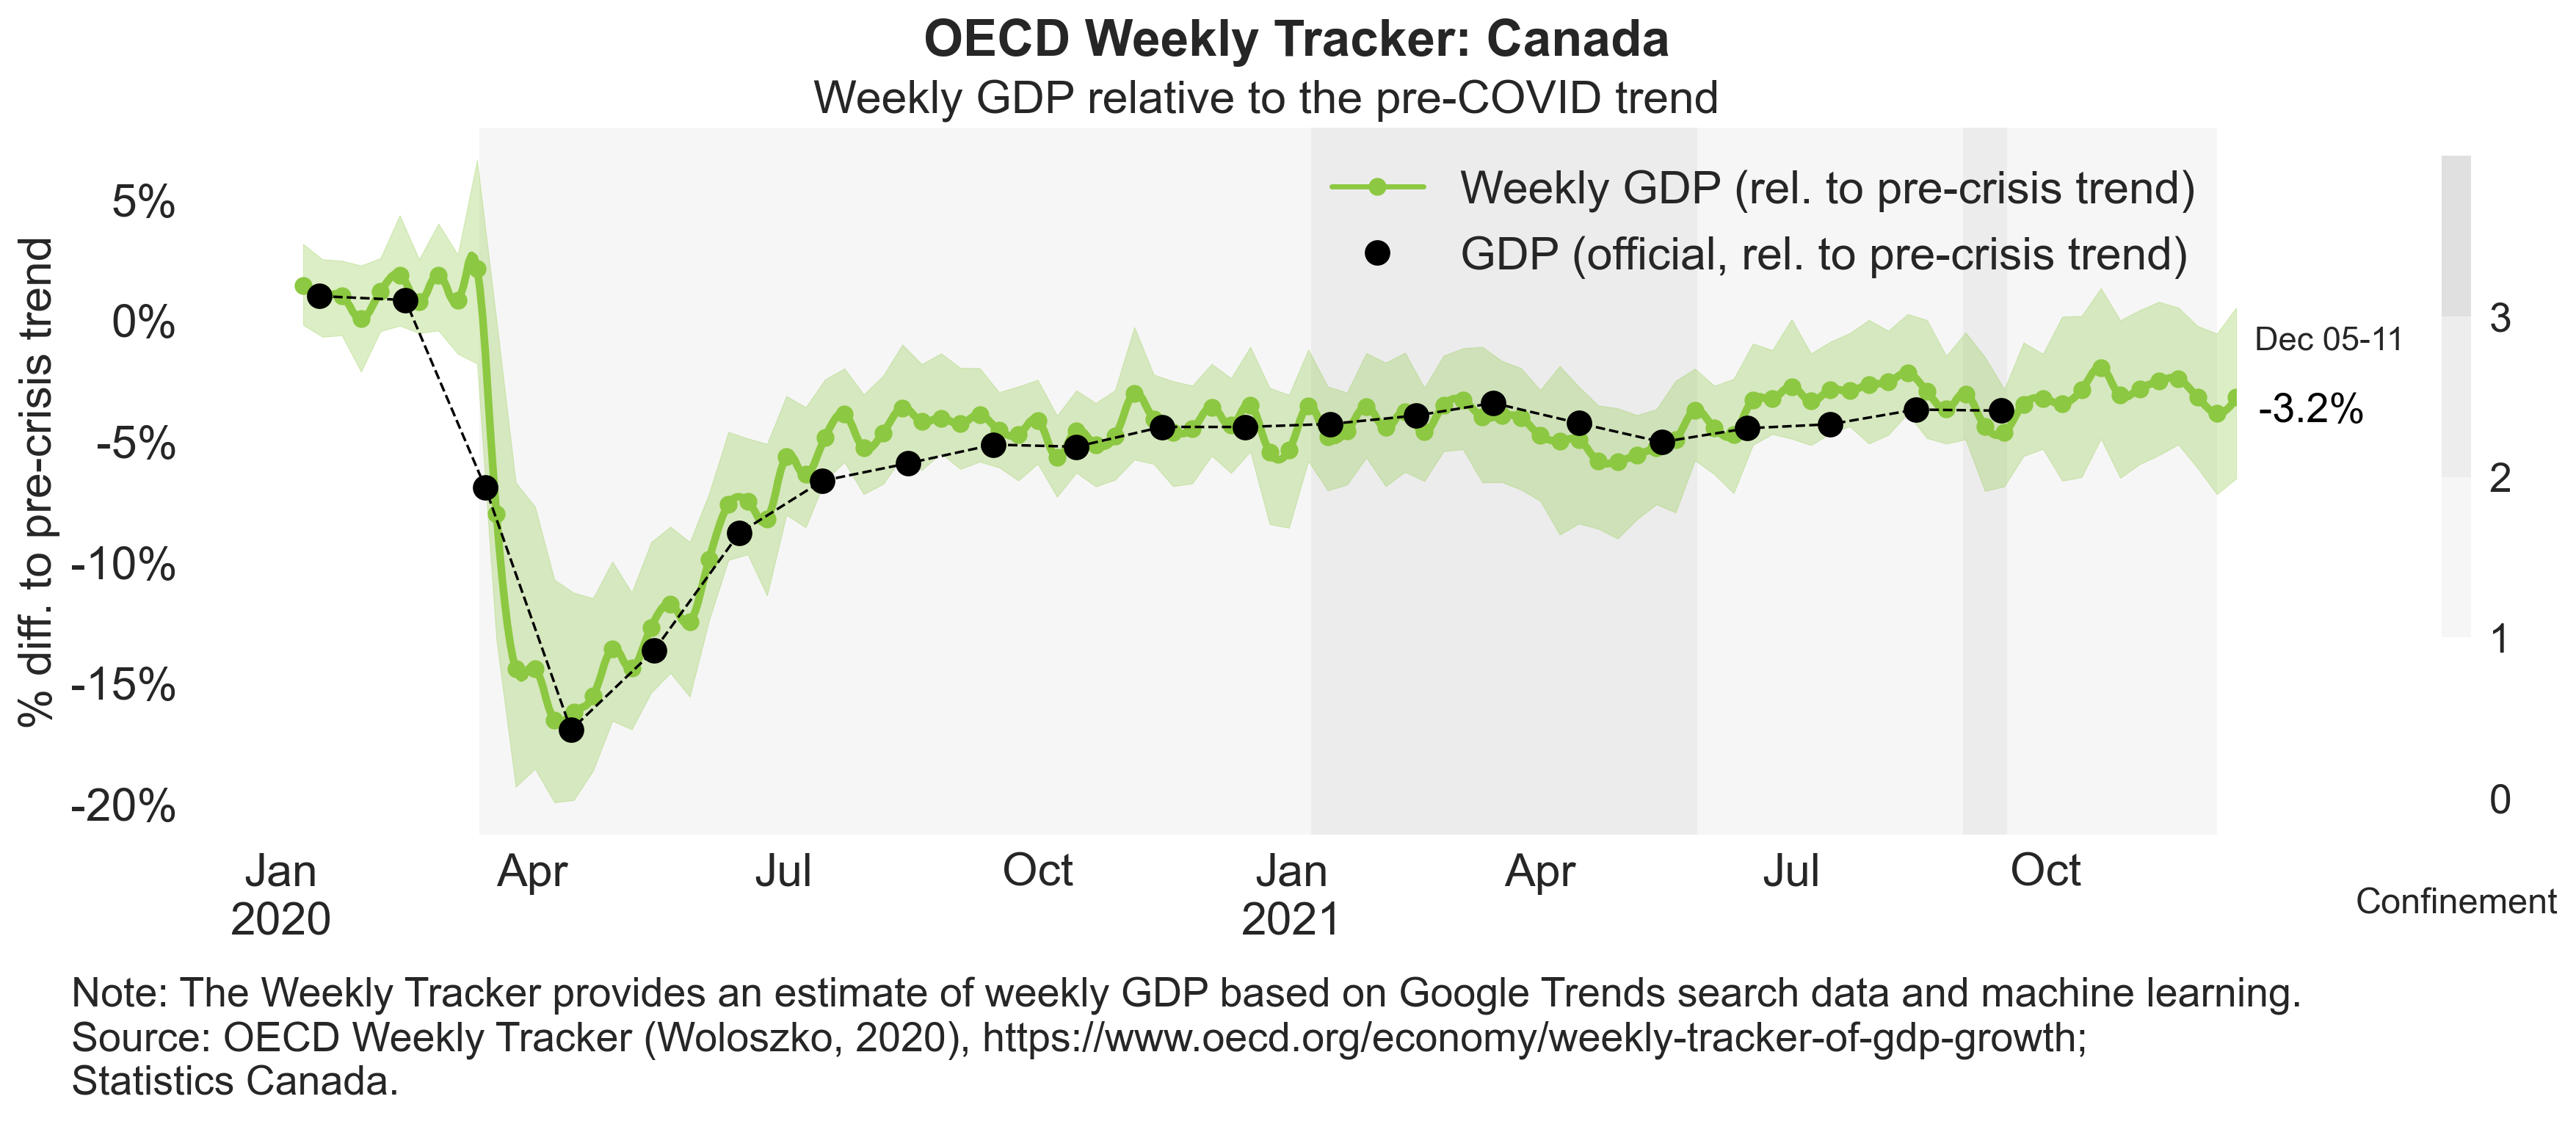 OECD Weekly Tracker: Canada
Weekly GDP relative to the pre-COVID trend
% diff. to pre-crisis trend
5%
0%
-5%
-10%
-15%
-20%
Weekly GDP (rel. to pre-crisis trend)
GDP (official, rel. to pre-crisis trend)
Dec 05-11
-3.2%
3
2
1
0
Confinement
Jan Apr Jul Oct Jan Apr Jul Oct
2020 2021
Note: The Weekly Tracker provides an estimate of weekly GDP based on Google Trends search data and machine learning.
Source: OECD Weekly Tracker (Woloszko, 2020), https://www.oecd.org/economy/weekly-tracker-of-gdp-growth;
Statistics Canada.